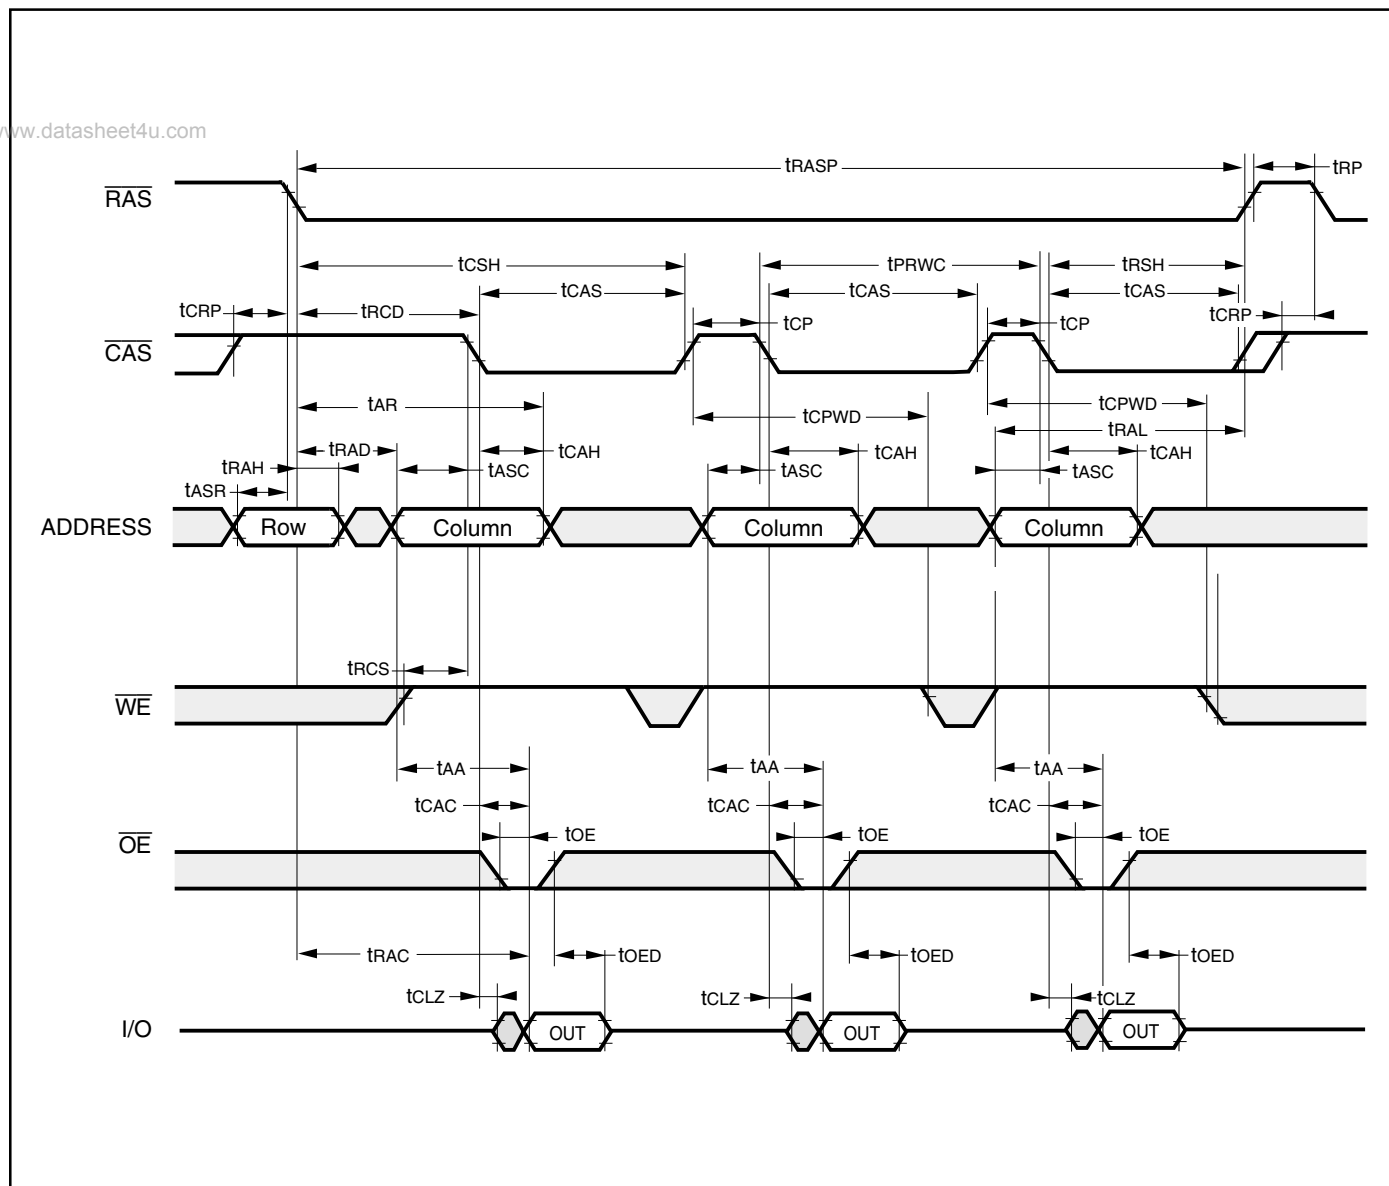 www.datasheet4u.com
tRASP
tRP
RAS
tCSH
tPRWC
tRSH
tCAS
tCAS
tCAS
tCRP
tRCD
tCP
tCP
tCRP
CAS
tAR
tCPWD
tCPWD
tRAL
tRAD
tCAH
tCAH
tCAH
tRAH
tASC
tASC
tASC
tASR
ADDRESS
Row
Column
Column
Column
tRCS
WE
tAA
tAA
tAA
tCAC
tCAC
tCAC
tOE
tOE
tOE
OE
tRAC
tOED
tOED
tOED
tCLZ
tCLZ
tCLZ
I/O
OUT
OUT
OUT